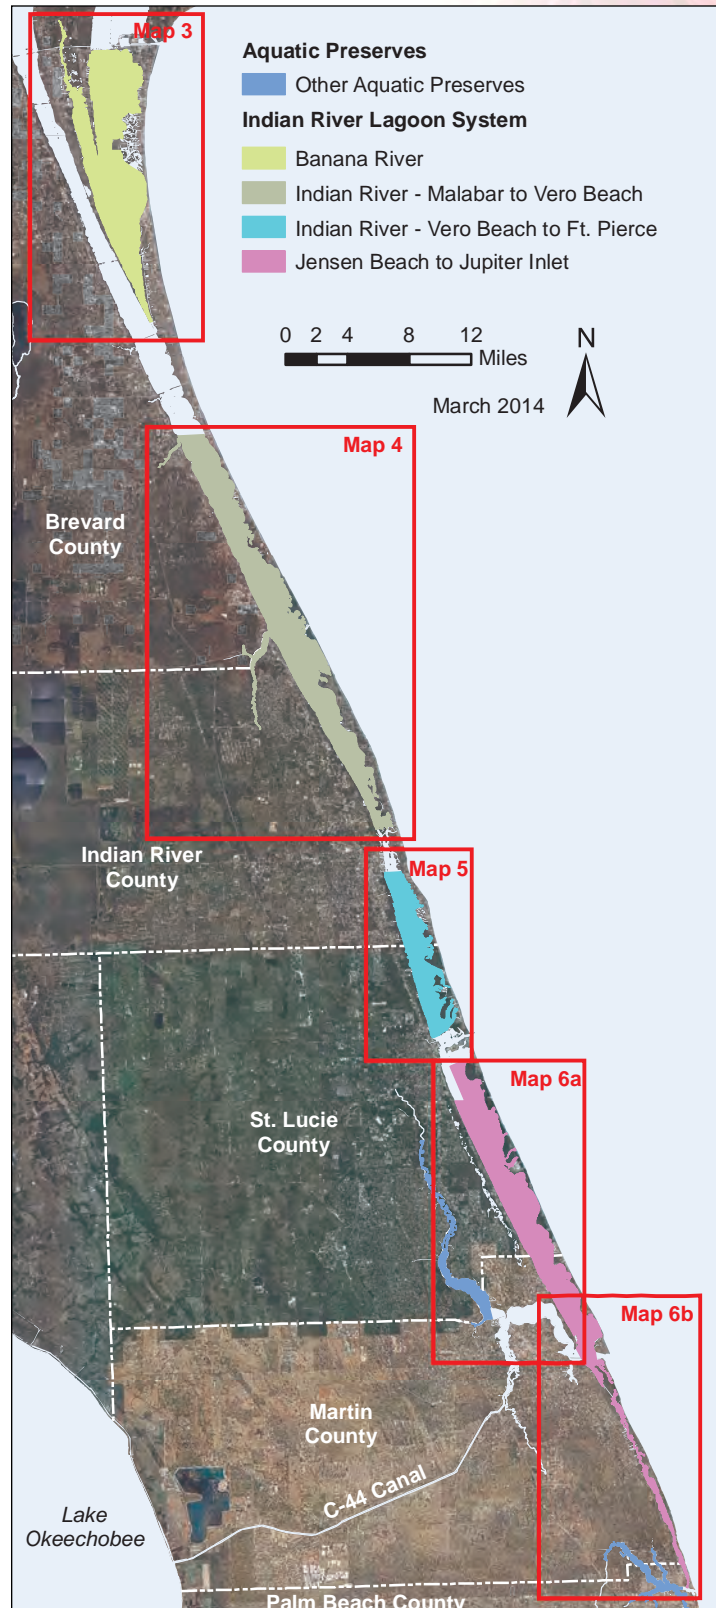 Map 3
Aquatic Preserves
Other Aquatic Preserves
Indian River Lagoon System
Banana River
Indian River - Malabar to Vero Beach
Indian River - Vero Beach to Ft. Pierce
Jensen Beach to Jupiter Inlet
0 2 4 8 12
Miles
N
March 2014
Map 4
Brevard
County
Indian River
County
Map 5
Map 6a
St. Lucie
County
Map 6b
Martin
County
C-44 Canal
Lake
Okeechobee
Palm Beach County